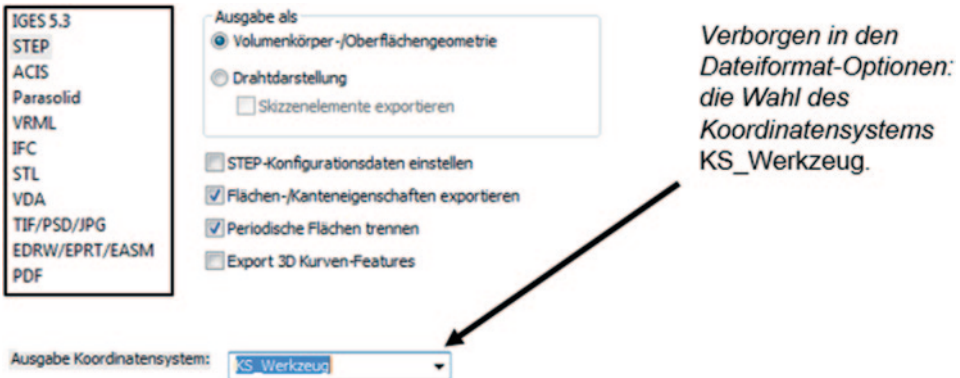 IGES 5.3
STEP
ACIS
Parasolid
VRML
IFC
STL
VDA
TIF/PSD/JPG
EDRW/EPRT/EASM
PDF
Ausgabe als
Volumenkörper-/Oberflächengeometrie
Drahtdarstellung
Skizzenelemente exportieren
STEP-Konfigurationsdaten einstellen
Flächen-/Kanteneigenschaften exportieren
Periodische Flächen trennen
Export 3D Kurven-Features
Verborgen in den
Dateiformat-Optionen:
die Wahl des
Koordinatensystems
KS_Werkzeug.
Ausgabe Koordinatensystem:
KS_Werkzeug